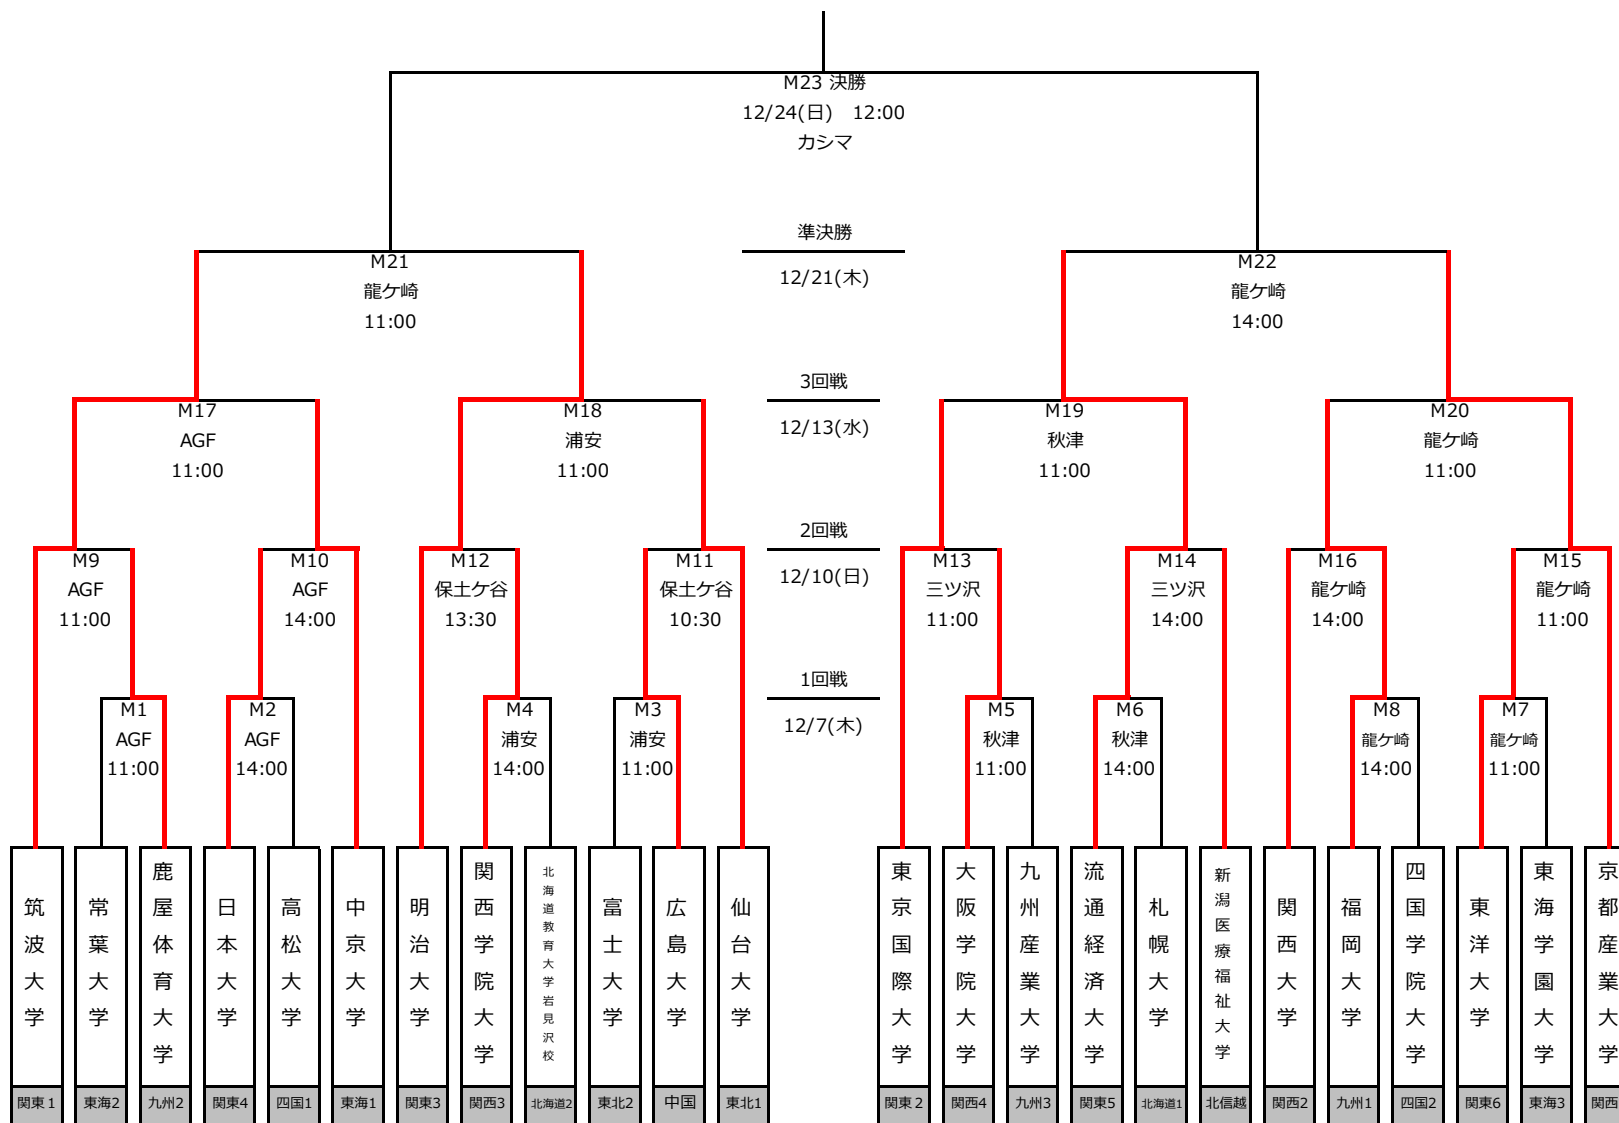 M23 決勝
12/24(日) 12:00
カシマ
準決勝
12/21(木)
M21
龍ケ崎
11:00
M22
龍ケ崎
14:00
3回戦
12/13(水)
M17
AGF
11:00
M18
浦安
11:00
M19
秋津
11:00
M20
龍ケ崎
11:00
2回戦
12/10(日)
M9
AGF
11:00
M10
AGF
14:00
M12
保土ケ谷
13:30
M11
保土ケ谷
10:30
M13
三ツ沢
11:00
M14
三ツ沢
14:00
M16
龍ケ崎
14:00
M15
龍ケ崎
11:00
1回戦
12/7(木)
M1
AGF
11:00
M2
AGF
14:00
M4
浦安
14:00
M3
浦安
11:00
M5
秋津
11:00
M6
秋津
14:00
M8
龍ケ崎
14:00
M7
龍ケ崎
11:00
筑波大学
関東1
常葉大学
東海2
鹿屋体育大学
九州2
日本大学
関東4
高松大学
四国1
中京大学
東海1
明治大学
関東3
関西学院大学
関西3
北海道教育大学岩見沢校
北海道2
富士大学
東北2
広島大学
中国
仙台大学
東北1
東京国際大学
関東2
大阪学院大学
関西4
九州産業大学
九州3
流通経済大学
関東5
札幌大学
北海道1
新潟医療福祉大学
北信越
関西大学
関西2
福岡大学
九州1
四国学院大学
四国2
東洋大学
関東6
東海学園大学
東海3
京都産業大学
関西